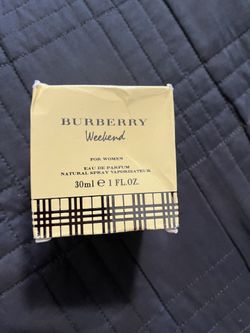 BURBERRY
Weekend
FOR WOMEN
EAU DE PARFUM
NATURAL SPRAY VAPORISATEUR
30ml ℮ 1 FL.OZ.